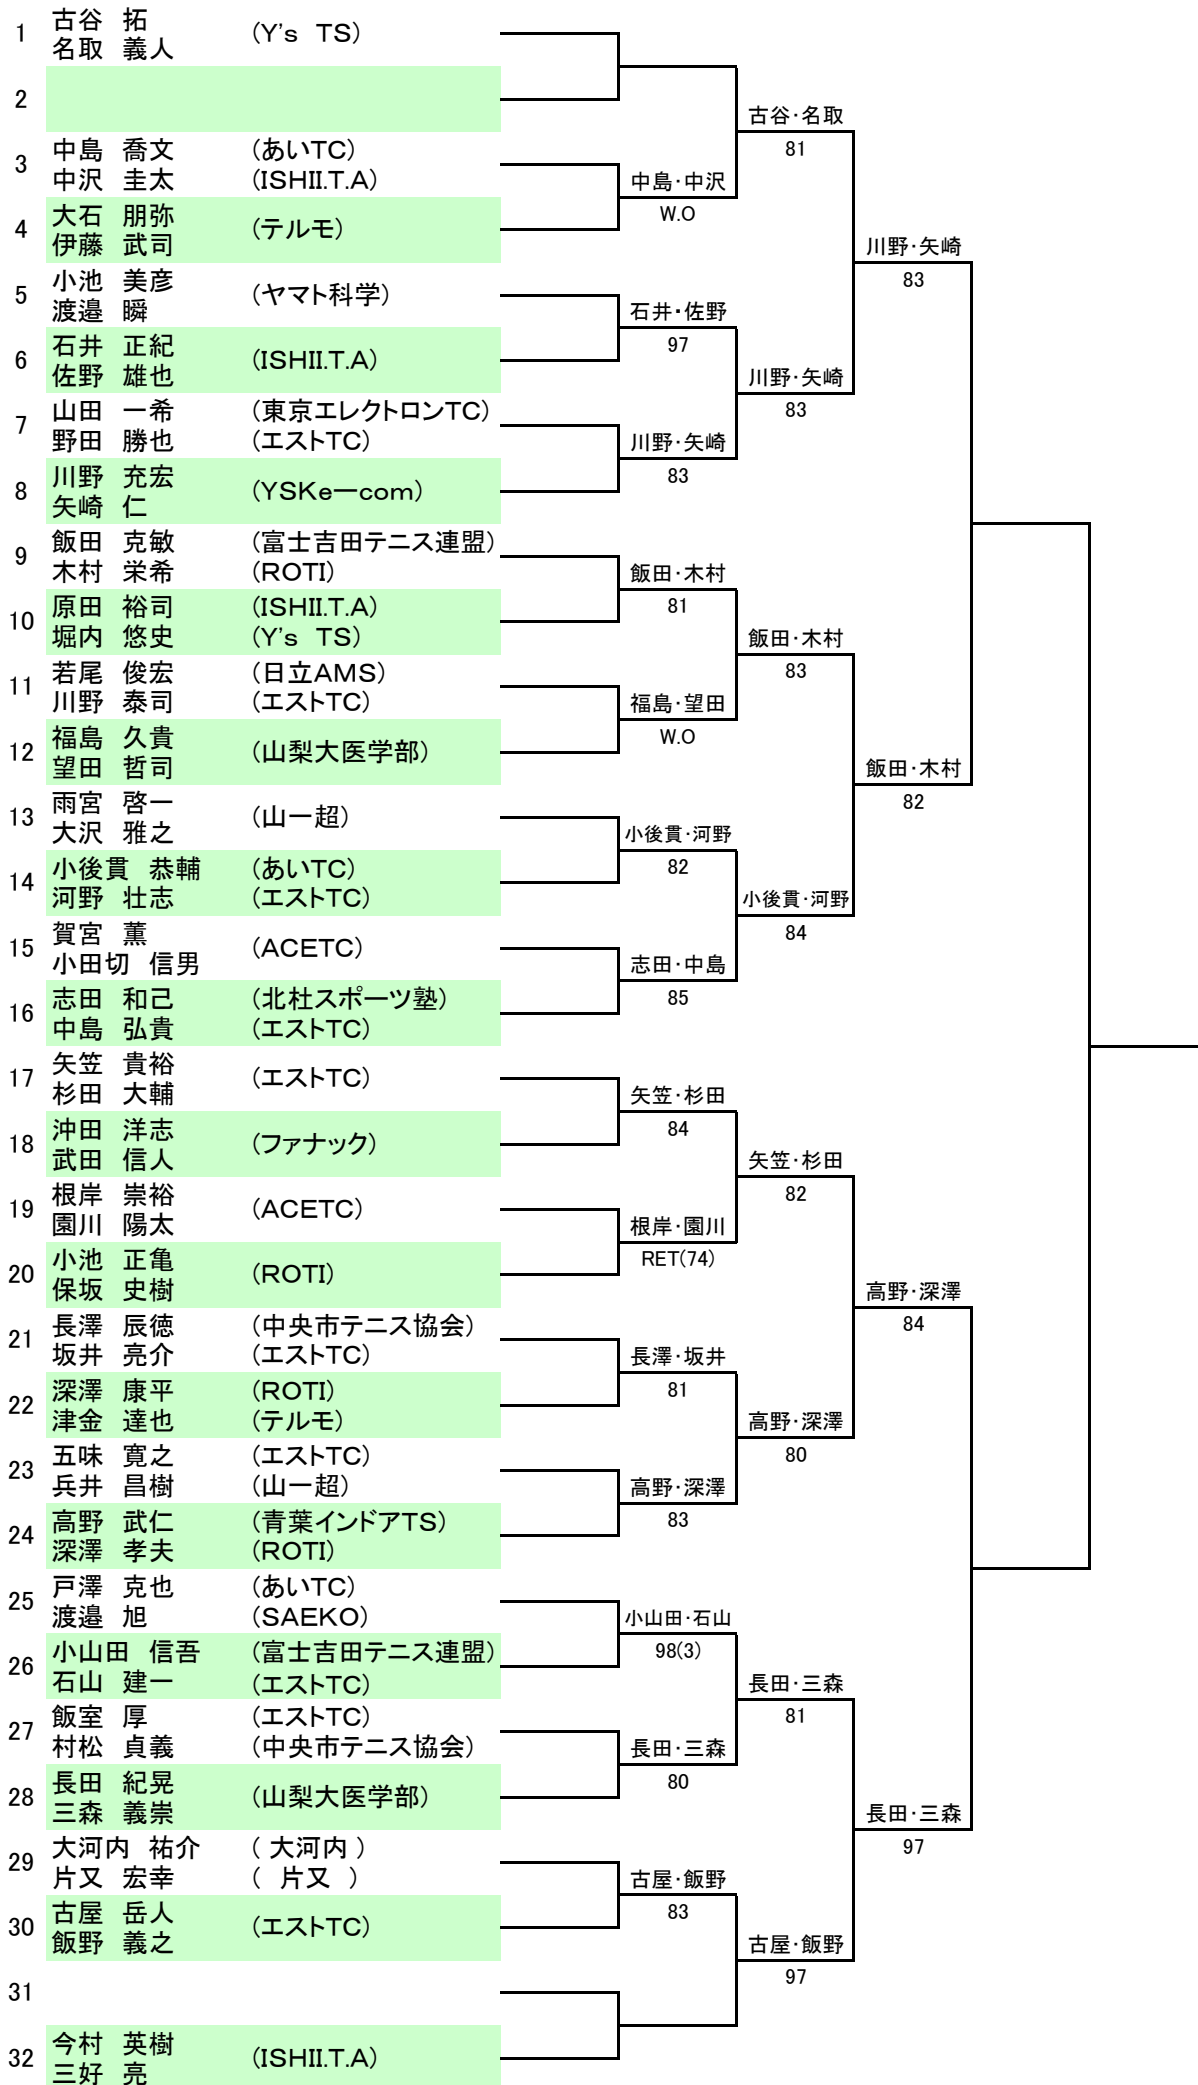 1 古谷 拓 (Y's TS)
名取 義人
2
古谷・名取
81
3 中島 喬文 (あいTC)
中沢 圭太 (ISHII.T.A)
中島・中沢
W.O
4 大石 朋弥 (テルモ)
伊藤 武司
川野・矢崎
83
5 小池 美彦 (ヤマト科学)
渡邉 瞬
石井・佐野
97
6 石井 正紀 (ISHII.T.A)
佐野 雄也
川野・矢崎
83
7 山田 一希 (東京エレクトロンTC)
野田 勝也 (エストTC)
川野・矢崎
83
8 川野 充宏 (YSKeーcom)
矢崎 仁
9 飯田 克敏 (富士吉田テニス連盟)
木村 栄希 (ROTI)
飯田・木村
81
10 原田 裕司 (ISHII.T.A)
堀内 悠史 (Y's TS)
飯田・木村
83
11 若尾 俊宏 (日立AMS)
川野 泰司 (エストTC)
福島・望田
W.O
12 福島 久貴 (山梨大医学部)
望田 哲司
飯田・木村
82
13 雨宮 啓一 (山一超)
大沢 雅之
小後貫・河野
82
14 小後貫 恭輔 (あいTC)
河野 壮志 (エストTC)
小後貫・河野
84
15 賀宮 薫 (ACETC)
小田切 信男
志田・中島
85
16 志田 和己 (北杜スポーツ塾)
中島 弘貴 (エストTC)
17 矢笠 貴裕 (エストTC)
杉田 大輔
矢笠・杉田
84
18 沖田 洋志 (ファナック)
武田 信人
矢笠・杉田
82
19 根岸 崇裕 (ACETC)
園川 陽太
根岸・園川
RET(74)
20 小池 正亀 (ROTI)
保坂 史樹
高野・深澤
84
21 長澤 辰徳 (中央市テニス協会)
坂井 亮介 (エストTC)
長澤・坂井
81
22 深澤 康平 (ROTI)
津金 達也 (テルモ)
高野・深澤
80
23 五味 寛之 (エストTC)
兵井 昌樹 (山一超)
高野・深澤
83
24 高野 武仁 (青葉インドアTS)
深澤 孝夫 (ROTI)
25 戸澤 克也 (あいTC)
渡邉 旭 (SAEKO)
小山田・石山
98(3)
26 小山田 信吾 (富士吉田テニス連盟)
石山 建一 (エストTC)
長田・三森
81
27 飯室 厚 (エストTC)
村松 貞義 (中央市テニス協会)
長田・三森
80
28 長田 紀晃 (山梨大医学部)
三森 義崇
長田・三森
97
29 大河内 祐介 ( 大河内 )
片又 宏幸 ( 片又 )
古屋・飯野
83
30 古屋 岳人 (エストTC)
飯野 義之
古屋・飯野
97
31
32 今村 英樹 (ISHII.T.A)
三好 亮